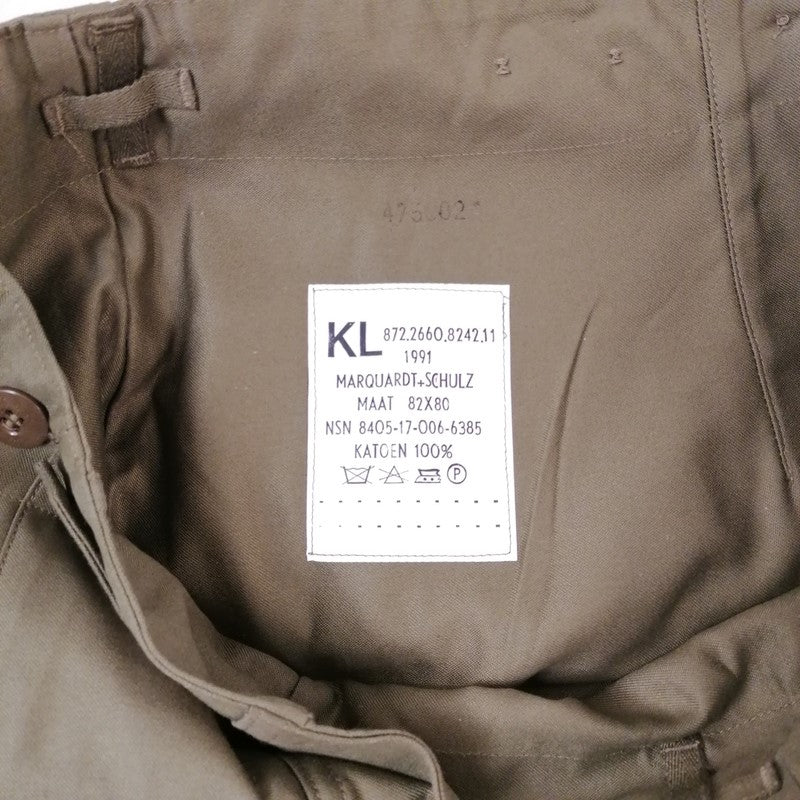 KL 872.2660.8242.11
1991
MARQUARDT+SCHULZ
MAAT 82X80
NSN 8405-17-006-6385
KATOEN 100%
P